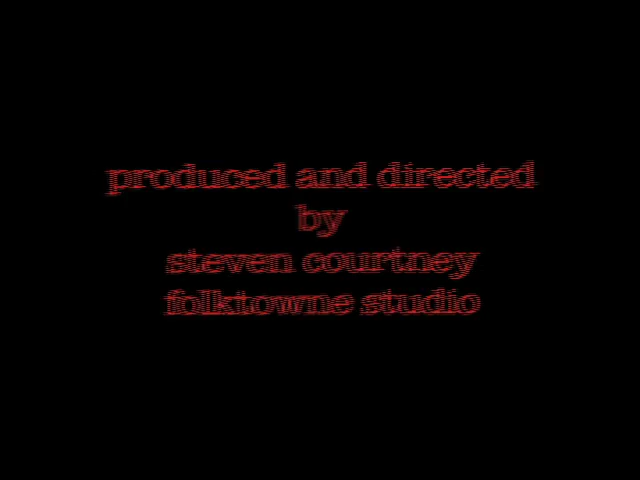 produced and directed
by
steven courtney
folktowne studio